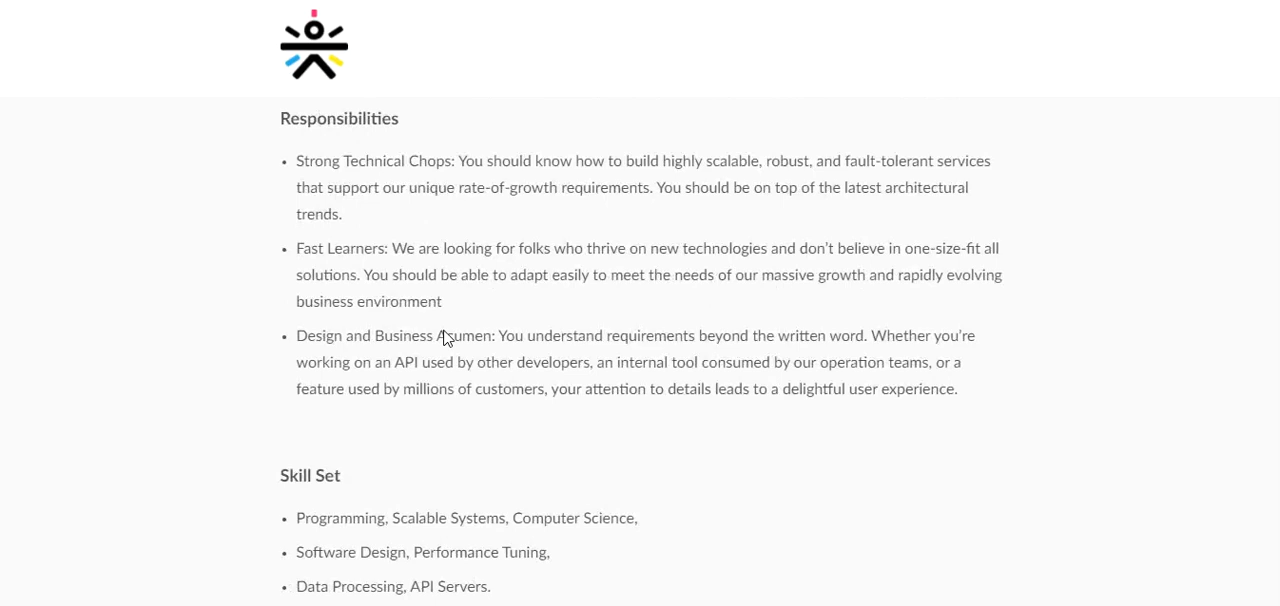 Responsibilities
• Strong Technical Chops: You should know how to build highly scalable, robust, and fault-tolerant services
that support our unique rate-of-growth requirements. You should be on top of the latest architectural
trends.
• Fast Learners: We are looking for folks who thrive on new technologies and don’t believe in one-size-fit all
solutions. You should be able to adapt easily to meet the needs of our massive growth and rapidly evolving
business environment
• Design and Business Acumen: You understand requirements beyond the written word. Whether you’re
working on an API used by other developers, an internal tool consumed by our operation teams, or a
feature used by millions of customers, your attention to details leads to a delightful user experience.
Skill Set
• Programming, Scalable Systems, Computer Science,
• Software Design, Performance Tuning,
• Data Processing, API Servers.